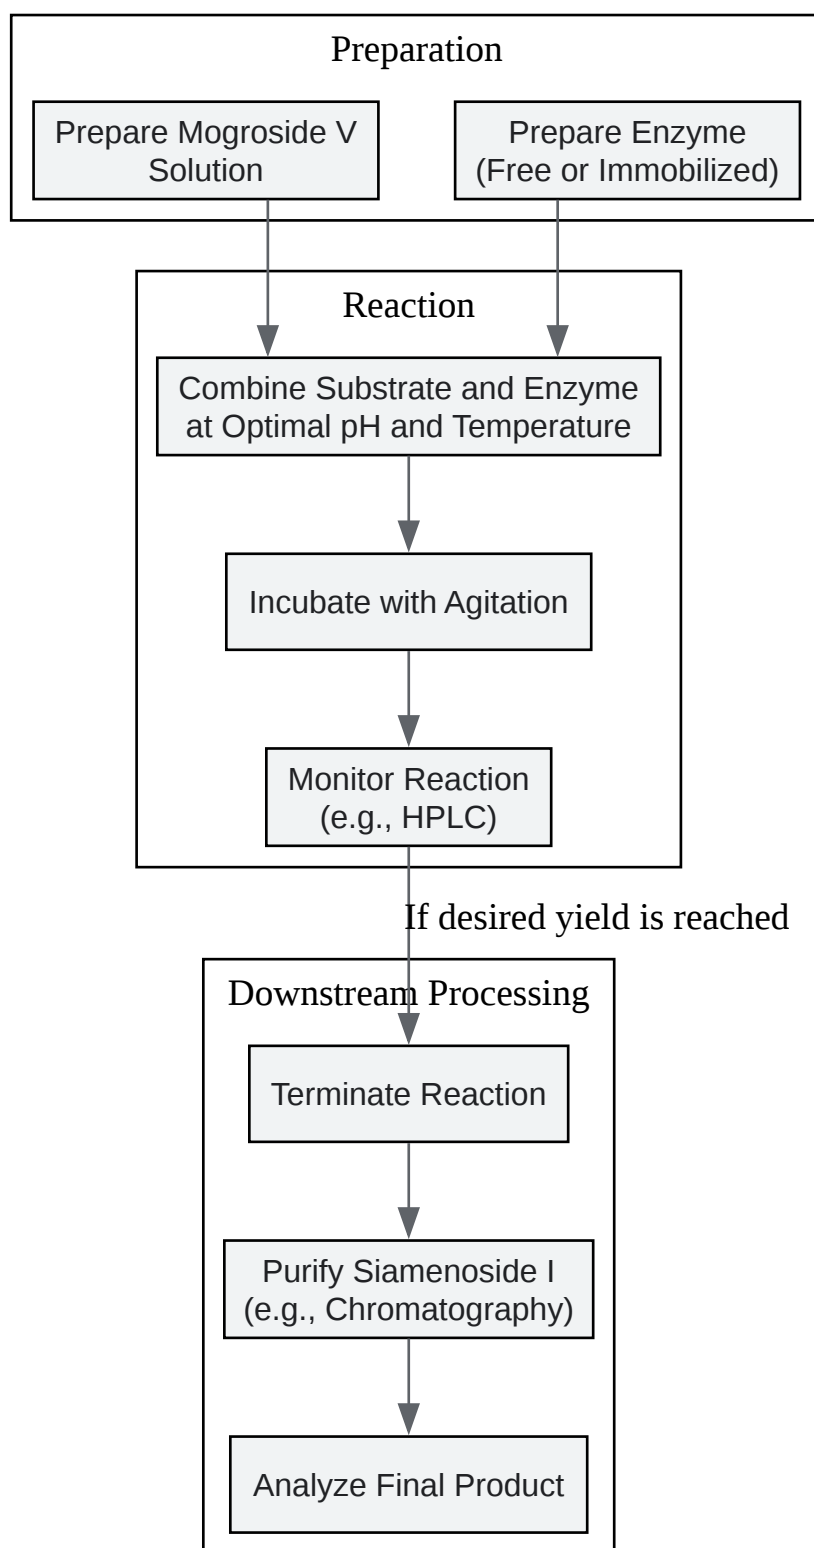 Preparation
Prepare Mogroside V
Solution
Prepare Enzyme
(Free or Immobilized)
Reaction
Combine Substrate and Enzyme
at Optimal pH and Temperature
Incubate with Agitation
Monitor Reaction
(e.g., HPLC)
If desired yield is reached
Downstream Processing
Terminate Reaction
Purify Siamenoside I
(e.g., Chromatography)
Analyze Final Product